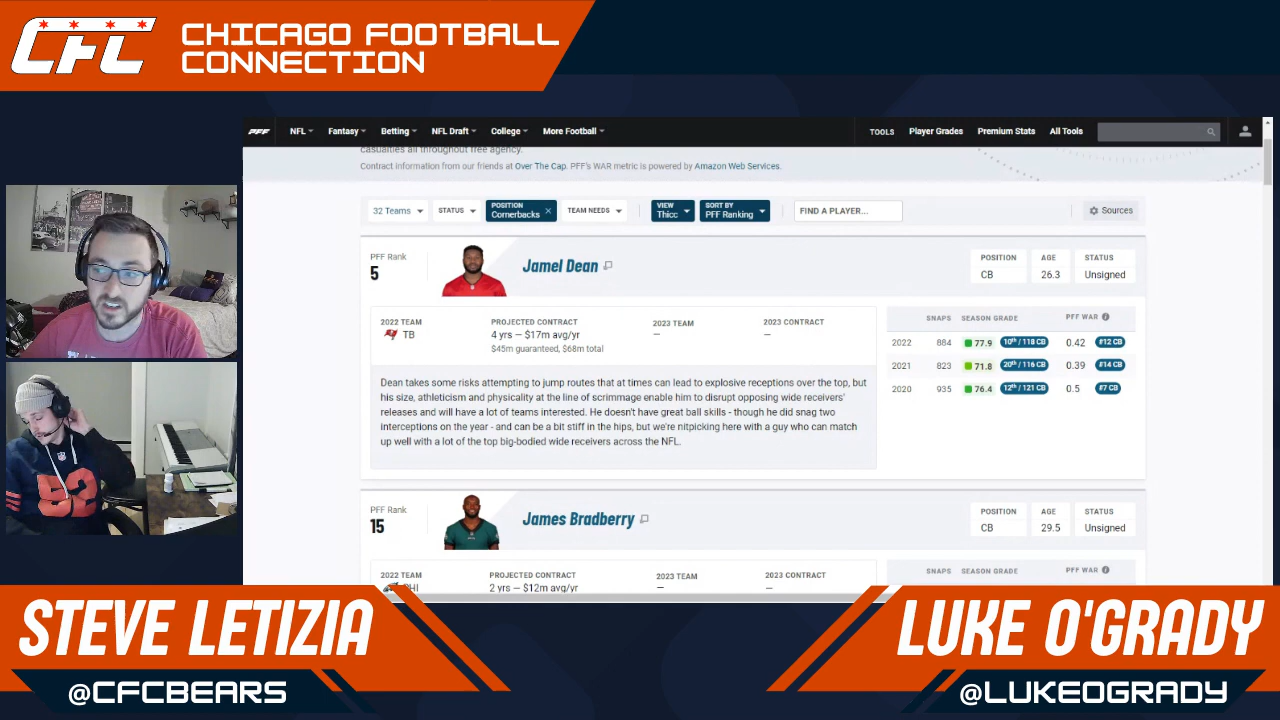 CFC
CHICAGO FOOTBALL
CONNECTION
PFF NFL Fantasy Betting NFL Draft College More Football TOOLS Player Grades Premium Stats All Tools
casualties all throughout free agency.
Contract information from our friends at Over The Cap. PFF's WAR metric is powered by Amazon Web Services.
32 Teams STATUS POSITION Cornerbacks × TEAM NEEDS VIEW Thicc SORT BY PFF Ranking FIND A PLAYER... Sources
PFF Rank
5
Jamel Dean
POSITION AGE STATUS
CB 26.3 Unsigned
2022 TEAM PROJECTED CONTRACT 2023 TEAM 2023 CONTRACT
TB 4 yrs — $17m avg/yr — —
$45m guaranteed, $68m total
SNAPS SEASON GRADE PFF WAR
2022 884 77.9 10th / 118 CB 0.42 #12 CB
2021 823 71.8 20th / 116 CB 0.39 #14 CB
2020 935 76.4 12th / 121 CB 0.5 #7 CB
Dean takes some risks attempting to jump routes that at times can lead to explosive receptions over the top, but
his size, athleticism and physicality at the line of scrimmage enable him to disrupt opposing wide receivers'
releases and will have a lot of teams interested. He doesn't have great ball skills - though he did snag two
interceptions on the year - and can be a bit stiff in the hips, but we're nitpicking here with a guy who can match
up well with a lot of the top big-bodied wide receivers across the NFL.
PFF Rank
15
James Bradberry
POSITION AGE STATUS
CB 29.5 Unsigned
2022 TEAM PROJECTED CONTRACT 2023 TEAM 2023 CONTRACT
PHI 2 yrs — $12m avg/yr — —
SNAPS SEASON GRADE PFF WAR
STEVE LETIZIA
@CFCBEARS
LUKE O'GRADY
@LUKEOGRADY